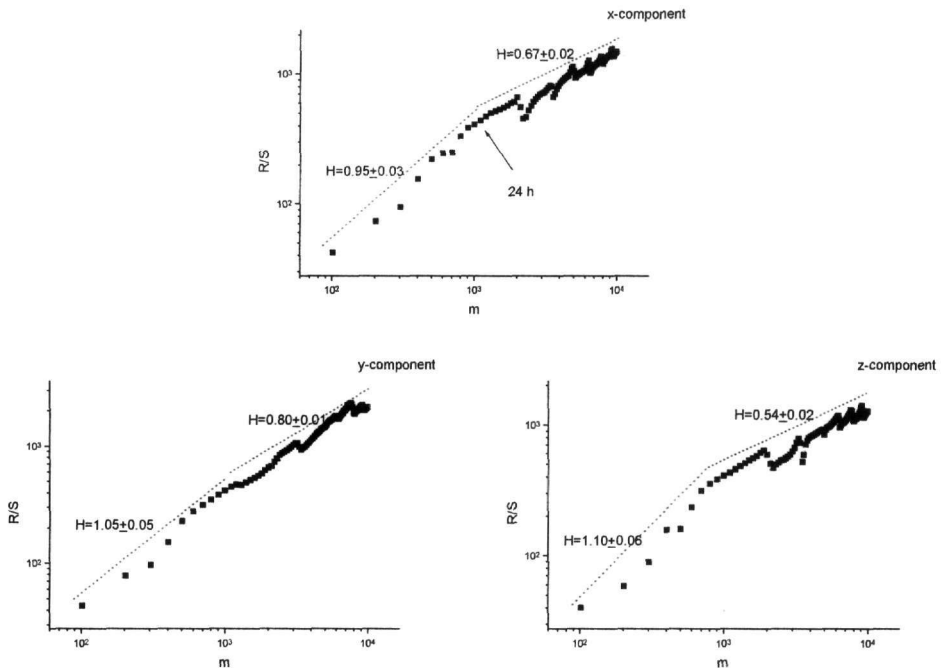 x-component
10³
10²
R/S
H=0.67±0.02
H=0.95±0.03
24 h
10²
10³
10⁴
m
y-component
10³
10²
R/S
H=0.80±0.01
H=1.05±0.05
10²
10³
10⁴
m
z-component
10³
10²
R/S
H=0.54±0.02
H=1.10±0.06
10²
10³
10⁴
m